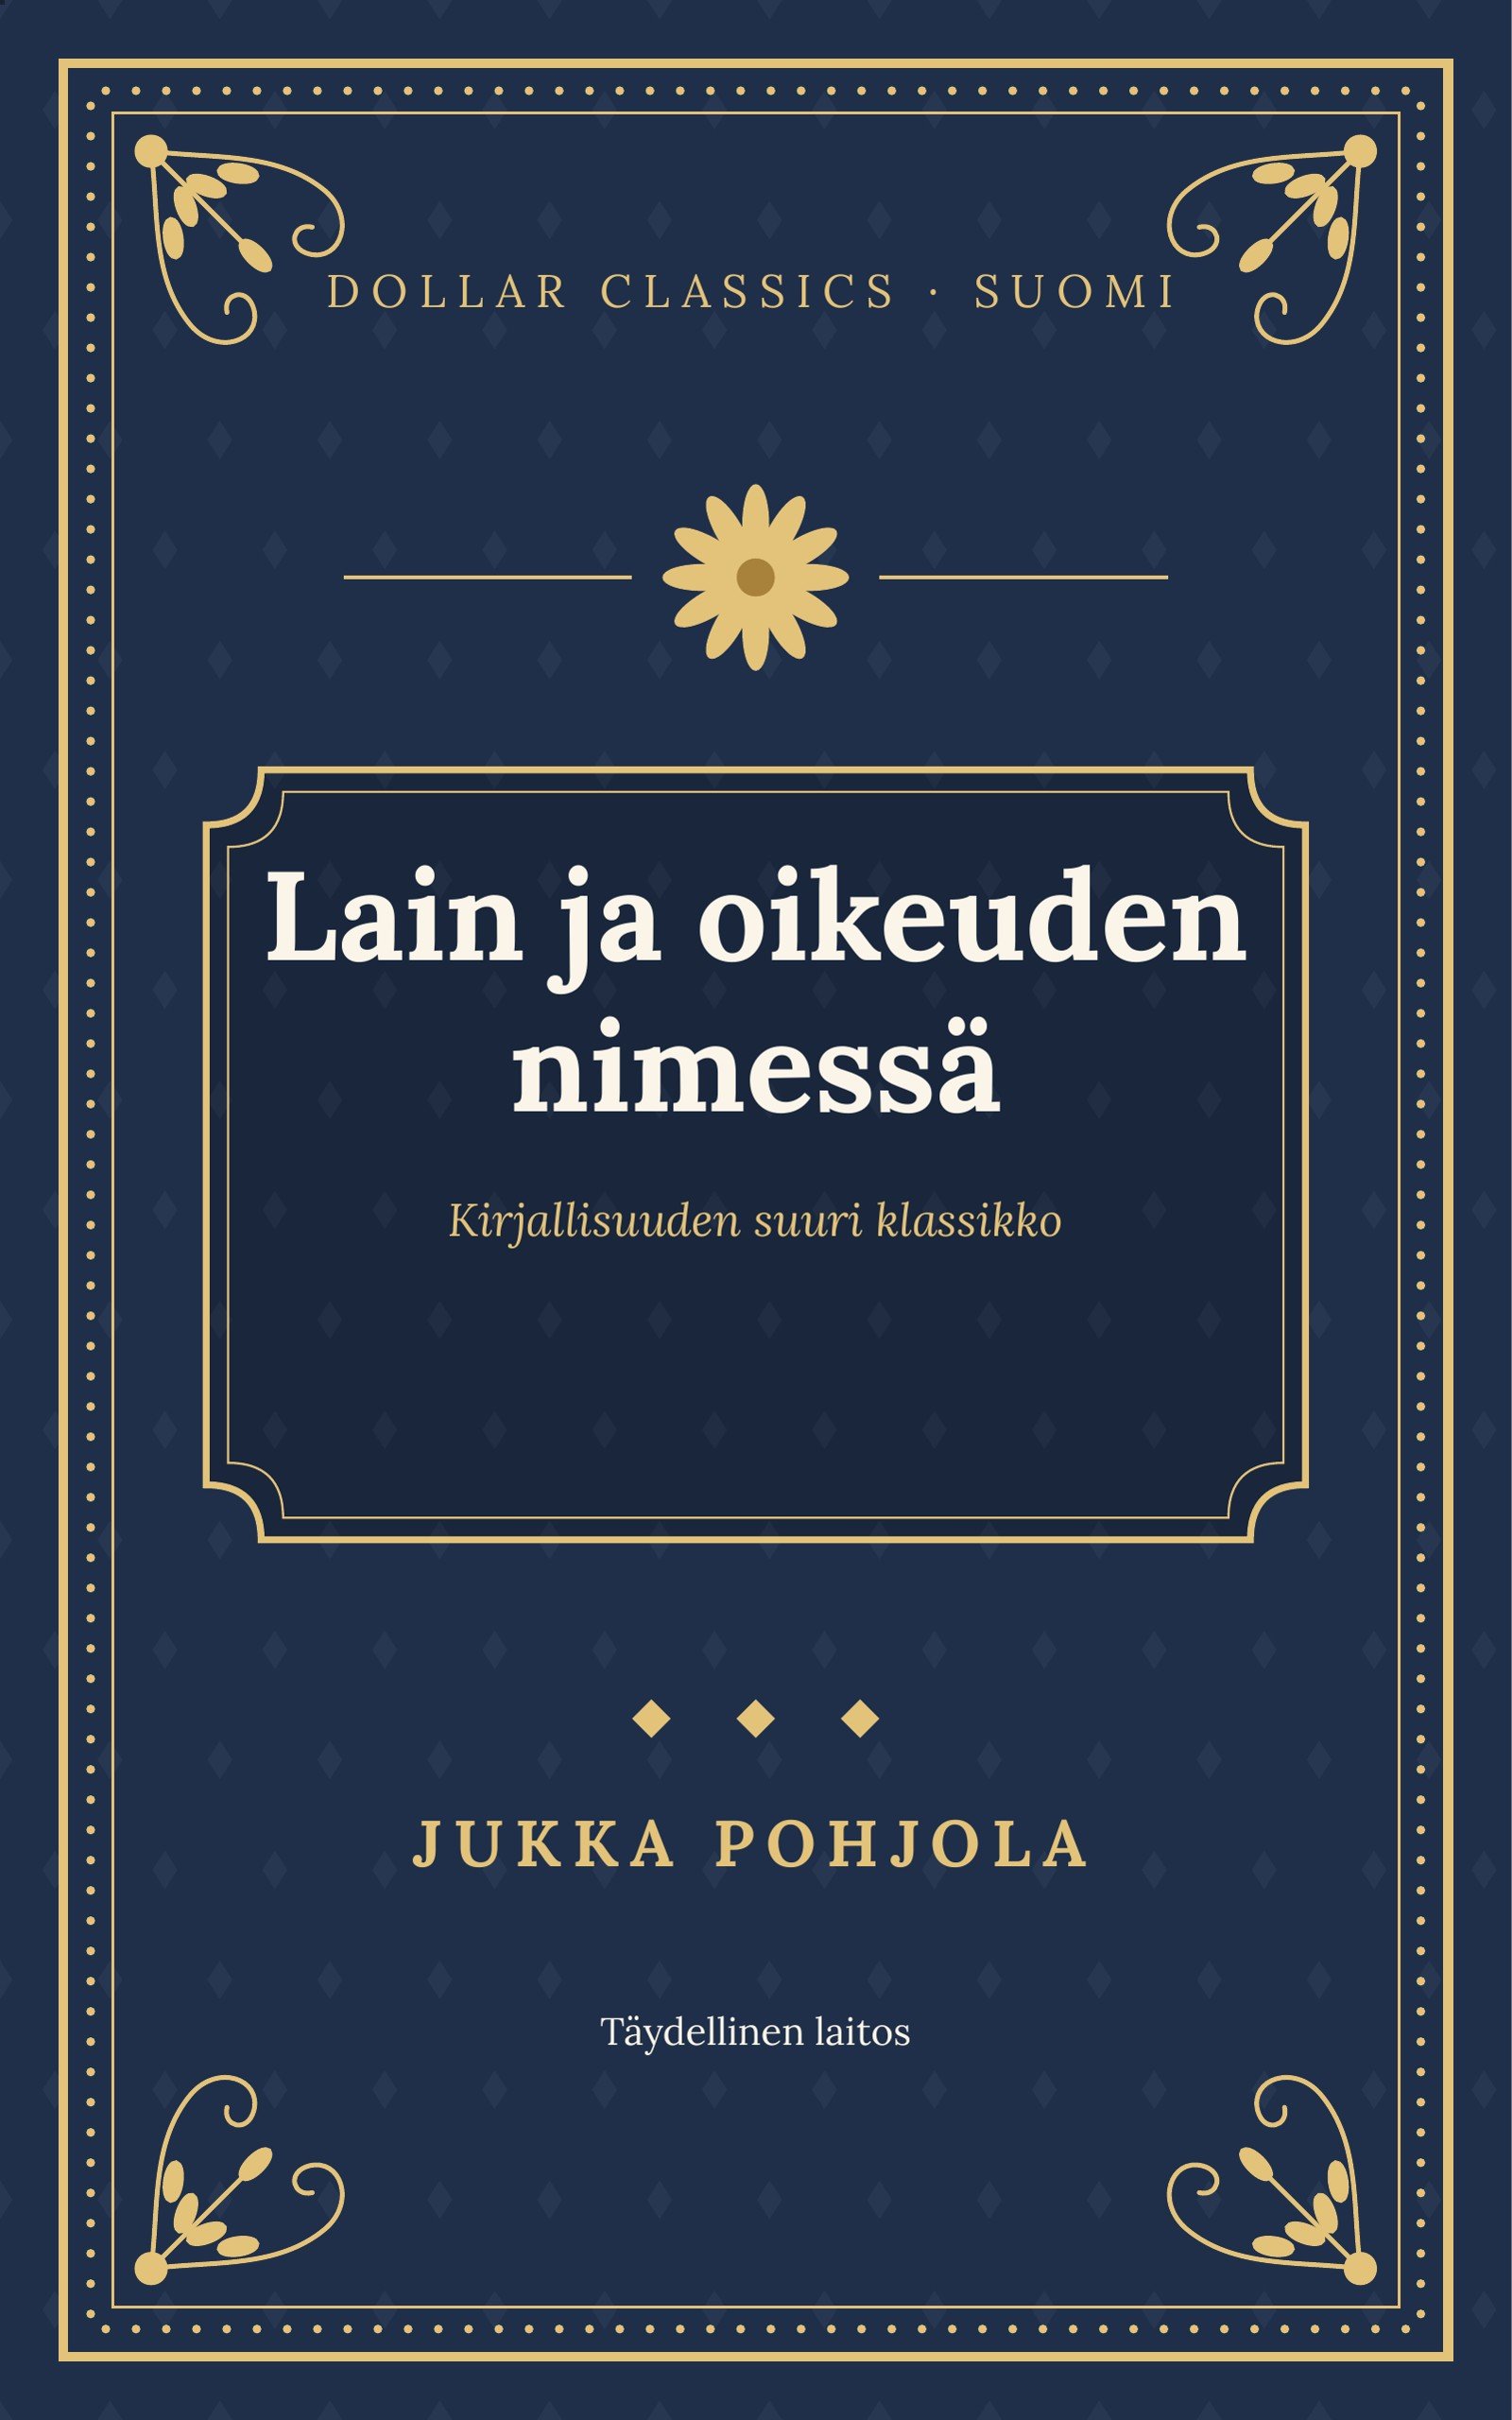 DOLLAR CLASSICS · SUOMI
Lain ja oikeuden
nimessä
Kirjallisuuden suuri klassikko
JUKKA POHJOLA
Täydellinen laitos